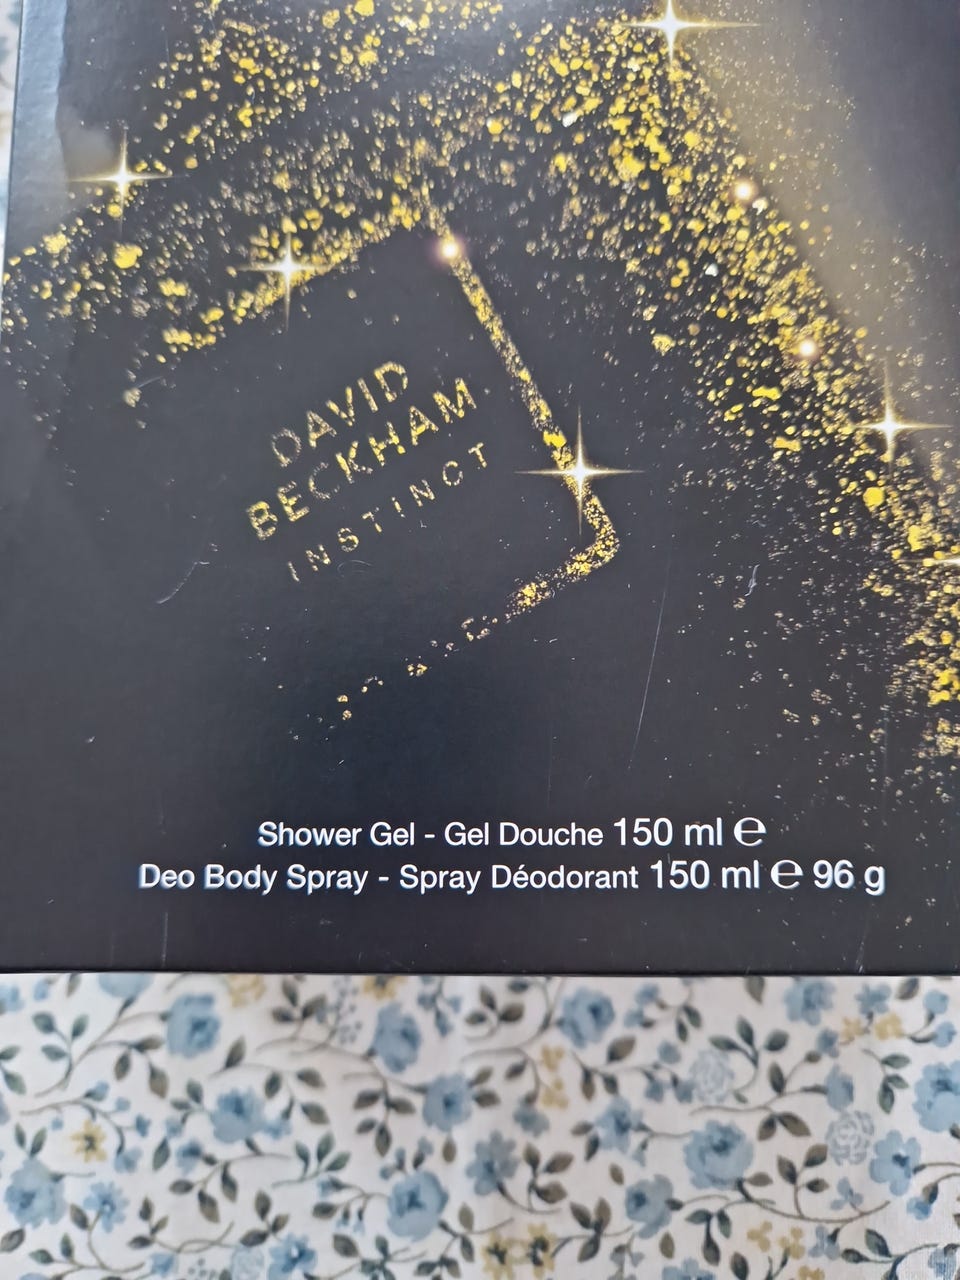 DAVID
BECKHAM
INSTINCT
Shower Gel - Gel Douche 150 ml ℮
Deo Body Spray - Spray Déodorant 150 ml ℮ 96 g